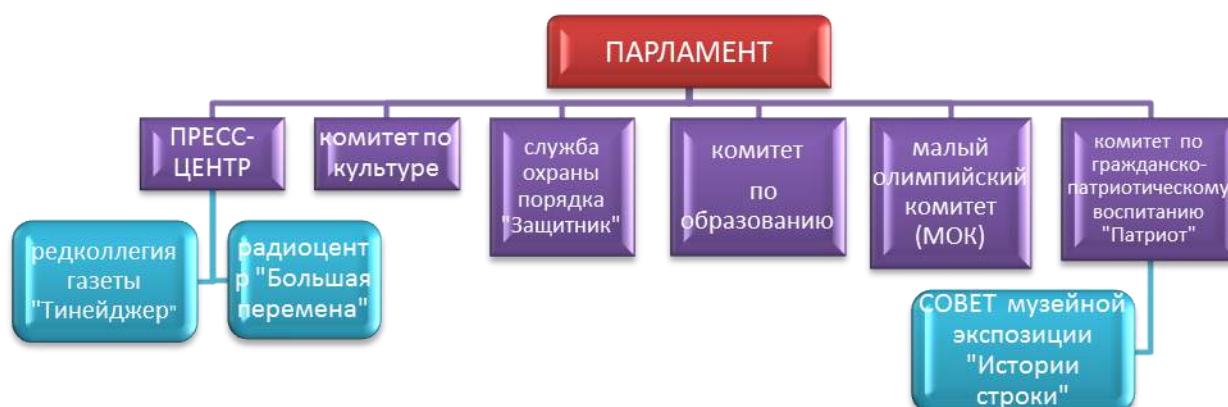 ПАРЛАМЕНТ
ПРЕСС-
ЦЕНТР
комитет по
культуре
служба
охраны
порядка
"Защитник"
комитет
по
образованию
малый
олимпийский
комитет
(МОК)
комитет по
гражданско-
патриотическому
воспитанию
"Патриот"
редколлегия
газеты
"Тинейджер"
радиоцент
р "Большая
перемена"
СОВЕТ музейной
экспозиции
"Истории
строки"